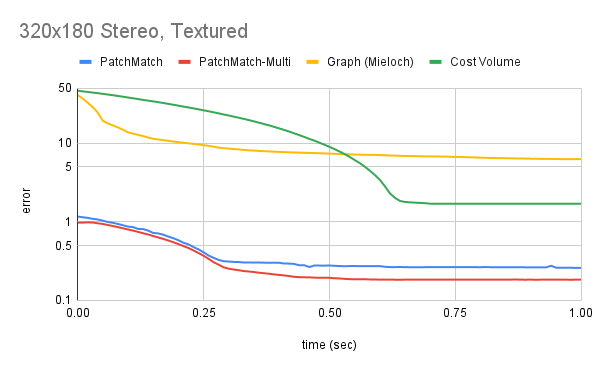 320x180 Stereo, Textured
PatchMatch PatchMatch-Multi Graph (Mieloch) Cost Volume
50
10
5
1
0.5
0.1
error
0.00 0.25 0.50 0.75 1.00
time (sec)